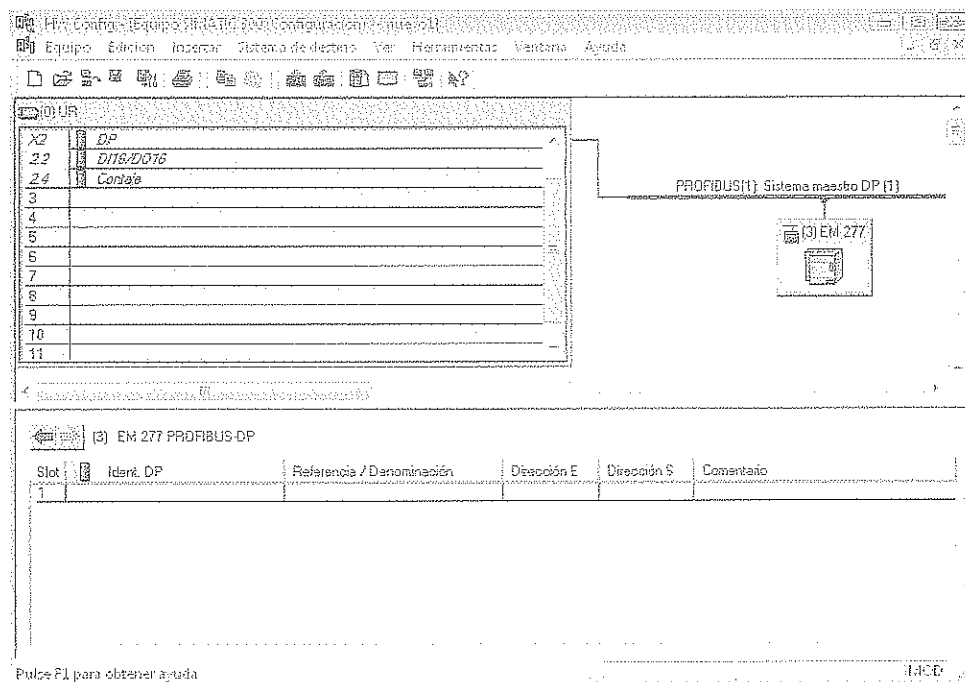 HW Config - [Equipo SIMATIC 300 (Configuración) -- nuevo1]
Equipo Edición Insertar Sistema de destino Ver Herramientas Ventana Ayuda
(0) UR
X2 DP
2.2 DI16/DO16
2.4 Contaje
3
4
5
6
7
8
9
10
11
PROFIBUS(1): Sistema maestro DP (1)
(3) EM 277
(3) EM 277 PROFIBUS-DP
Slot Ident. DP Referencia / Denominación Dirección E Dirección S Comentario
1
Pulse F1 para obtener ayuda
MOD